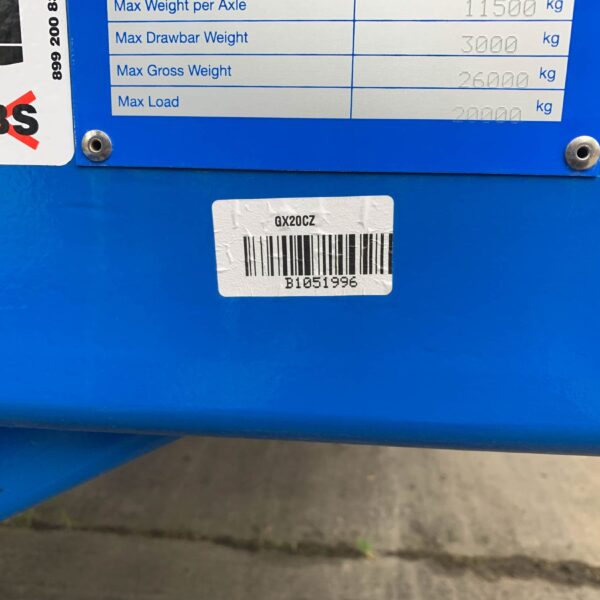 899 200 8
BS
Max Weight per Axle 11500 kg
Max Drawbar Weight 3000 kg
Max Gross Weight 26000 kg
Max Load 20000 kg
QX20CZ
B1051996